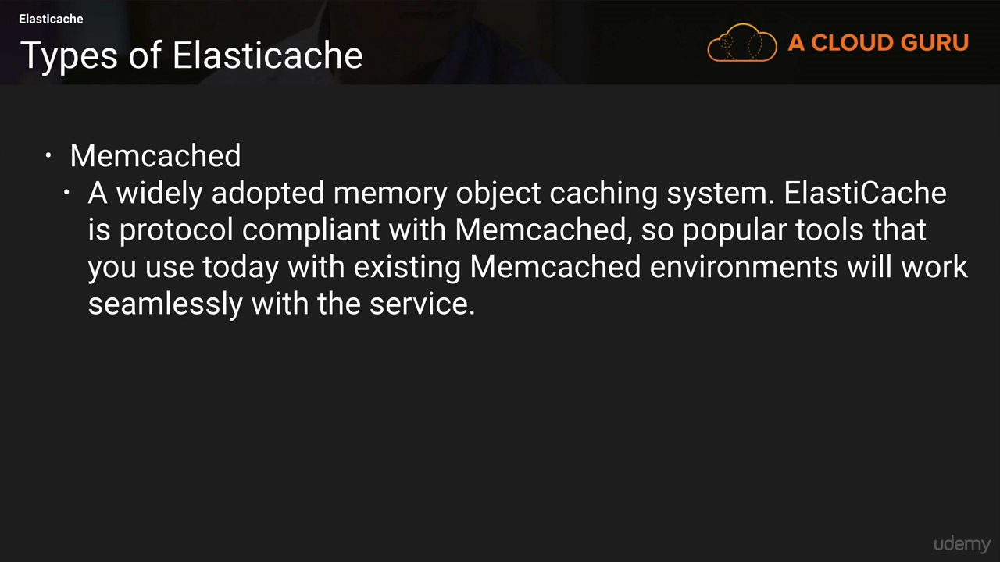 Elasticache
Types of Elasticache
A CLOUD GURU
• Memcached
• A widely adopted memory object caching system. ElastiCache
is protocol compliant with Memcached, so popular tools that
you use today with existing Memcached environments will work
seamlessly with the service.
udemy